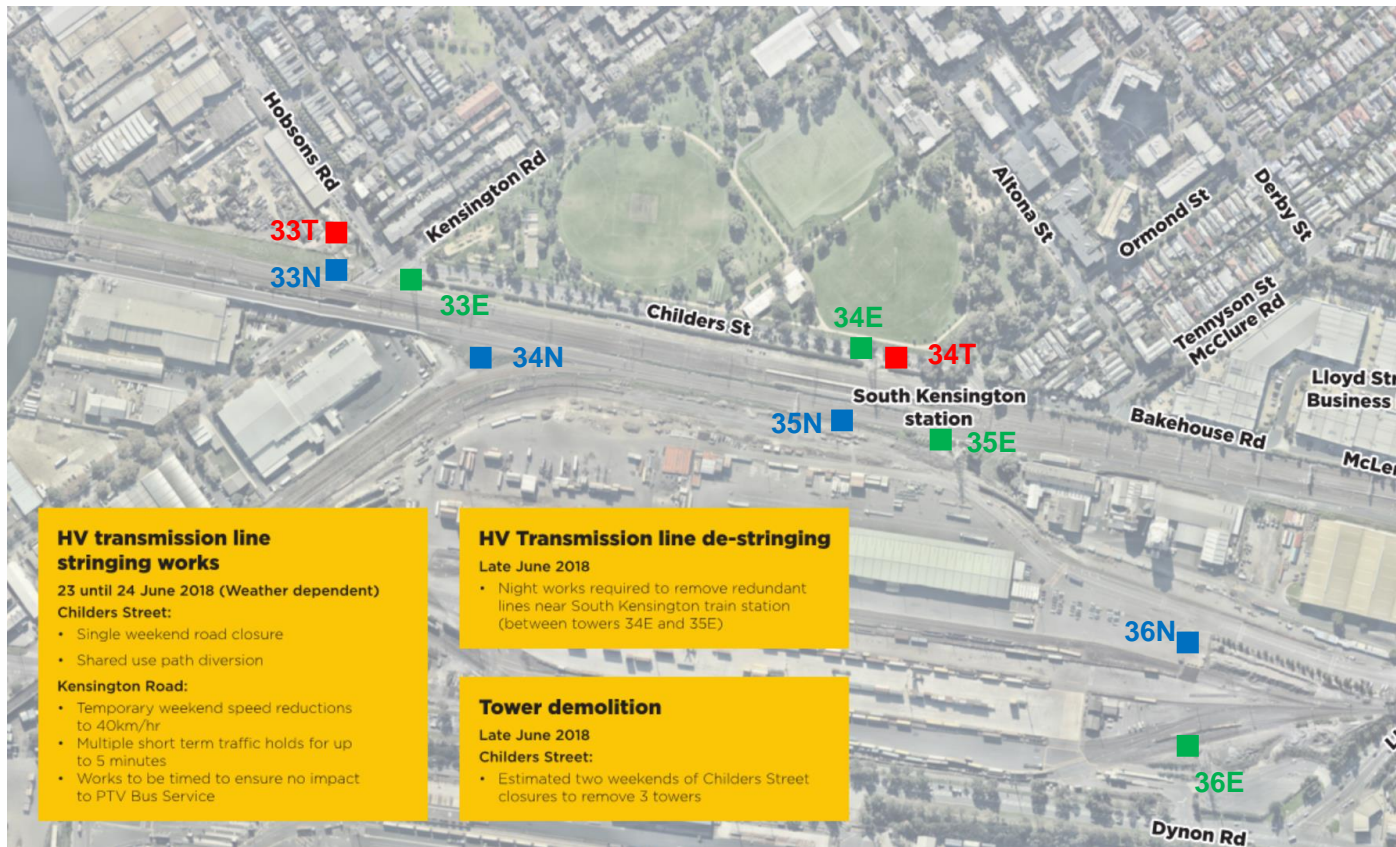 Hobsons Rd
Kensington Rd
Altona St
Ormond St
Derby St
33T
33N
33E
Childers St
34E
34T
34N
Tennyson St
McClure Rd
South Kensington
station
35N
35E
Bakehouse Rd
Business
HV transmission line
stringing works
23 until 24 June 2018 (Weather dependent)
Childers Street:
• Single weekend road closure
• Shared use path diversion
Kensington Road:
• Temporary weekend speed reductions
to 40km/hr
• Multiple short term traffic holds for up
to 5 minutes
• Works to be timed to ensure no impact
to PTV Bus Service
HV Transmission line de-stringing
Late June 2018
• Night works required to remove redundant
lines near South Kensington train station
(between towers 34E and 35E)
Tower demolition
Late June 2018
Childers Street:
• Estimated two weekends of Childers Street
closures to remove 3 towers
36N
36E
Dynon Rd
Lloyd Str
McLer